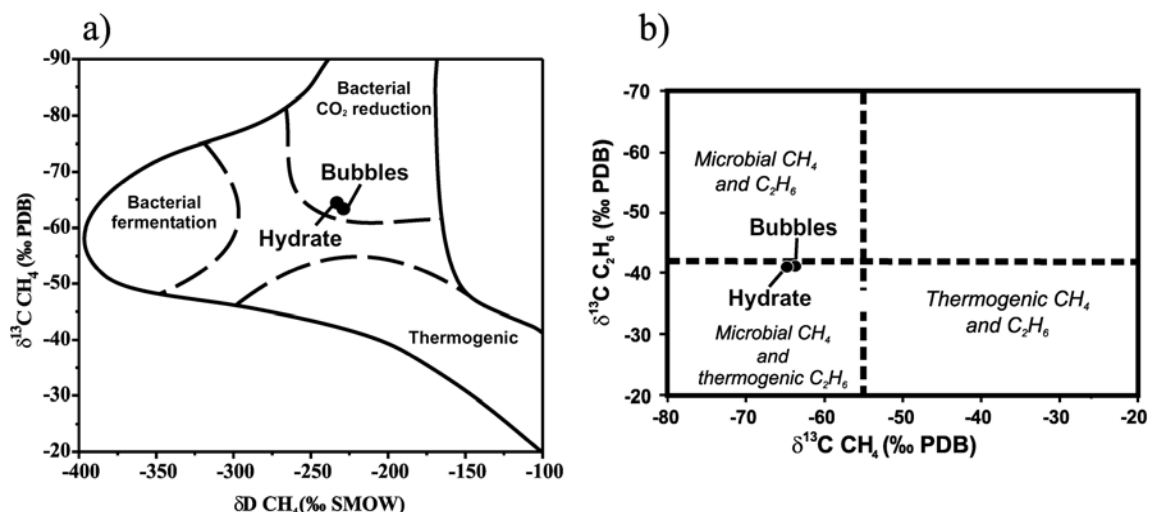 a)
-90
-80
-70
-60
-50
-40
-30
-20
δ¹³C CH₄ (‰ PDB)
Bacterial
CO₂ reduction
Bubbles
Bacterial
fermentation
Hydrate
Thermogenic
-400
-350
-300
-250
-200
-150
-100
δD CH₄(‰ SMOW)
b)
-70
-60
-50
-40
-30
-20
δ¹³C C₂H₆ (‰ PDB)
Microbial CH₄
and C₂H₆
Bubbles
Hydrate
Thermogenic CH₄
and C₂H₆
Microbial CH₄
and
thermogenic C₂H₆
-80
-70
-60
-50
-40
-30
-20
δ¹³C CH₄ (‰ PDB)